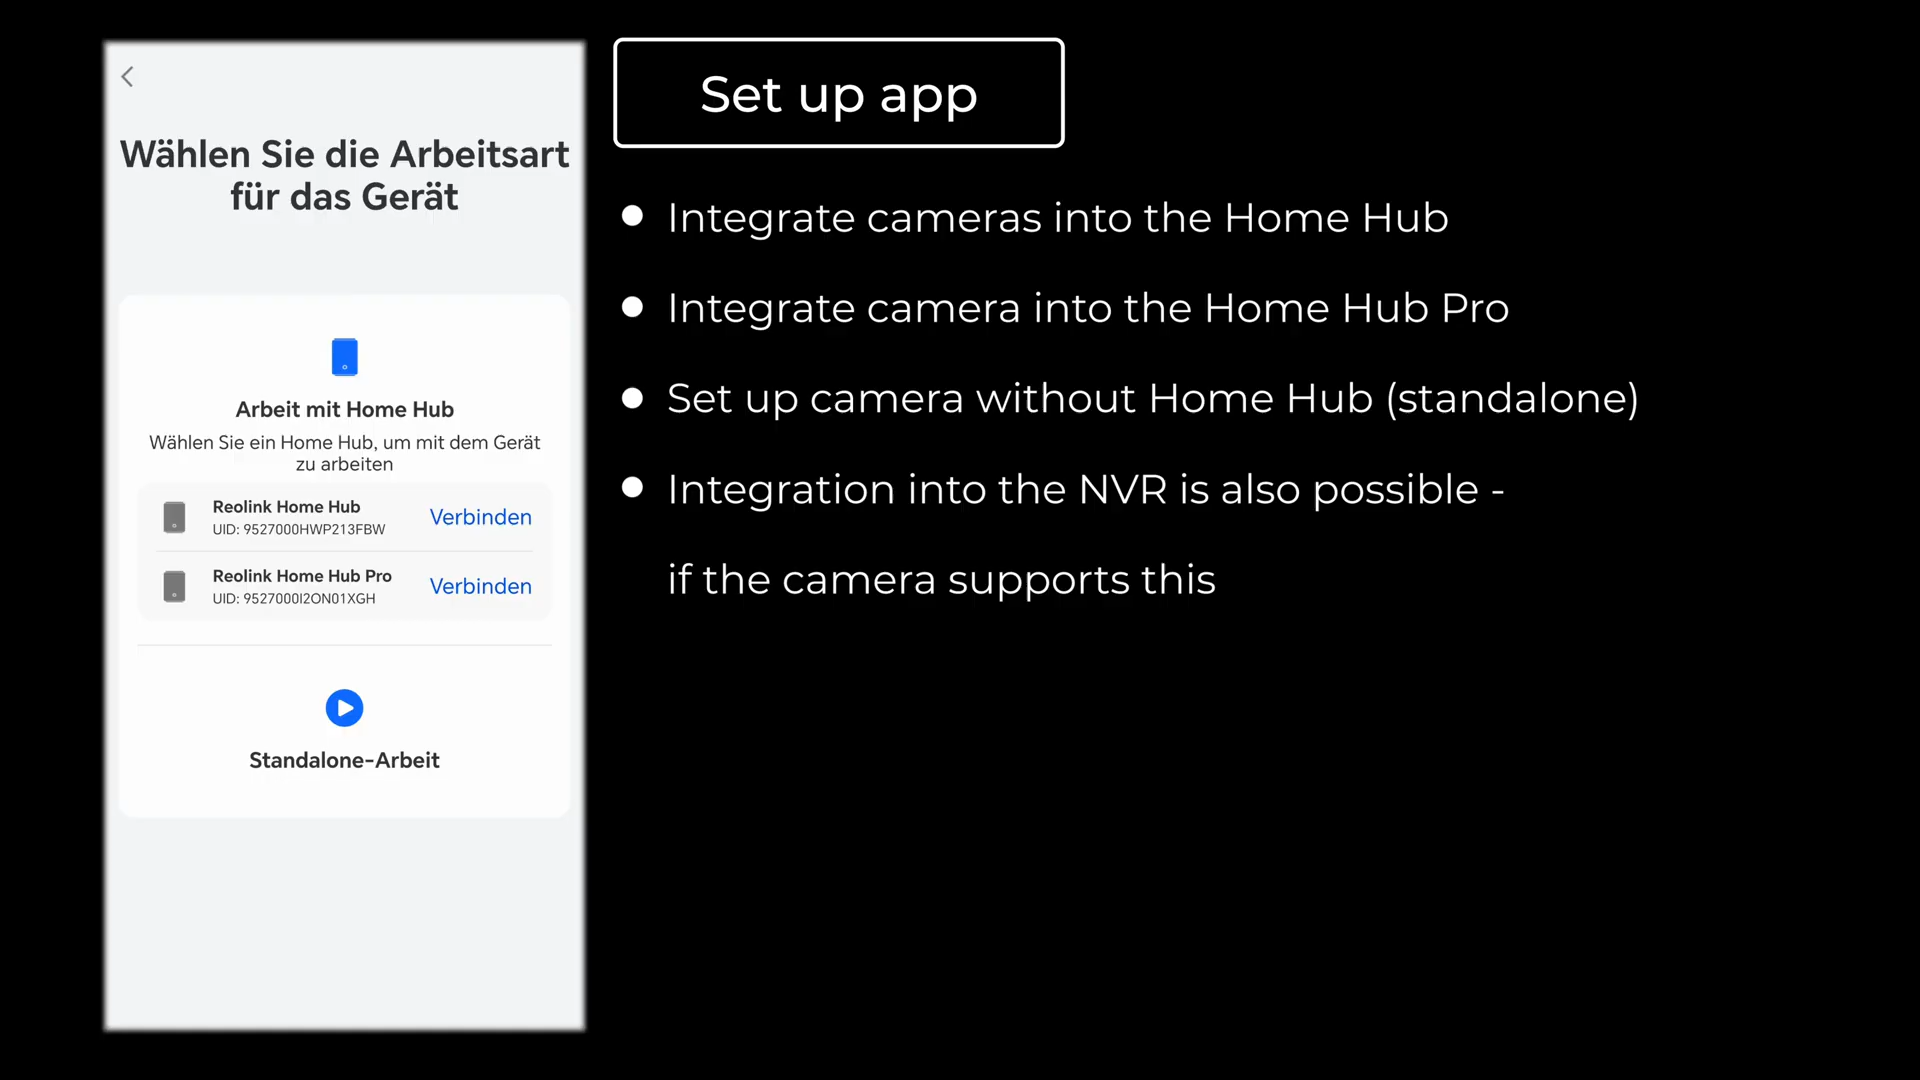 Wählen Sie die Arbeitsart
für das Gerät
Arbeit mit Home Hub
Wählen Sie ein Home Hub, um mit dem Gerät
zu arbeiten
Reolink Home Hub
UID: 9527000HWP213FBW
Verbinden
Reolink Home Hub Pro
UID: 9527000I2ON01XGH
Verbinden
Standalone-Arbeit
Set up app
● Integrate cameras into the Home Hub
● Integrate camera into the Home Hub Pro
● Set up camera without Home Hub (standalone)
● Integration into the NVR is also possible -
if the camera supports this